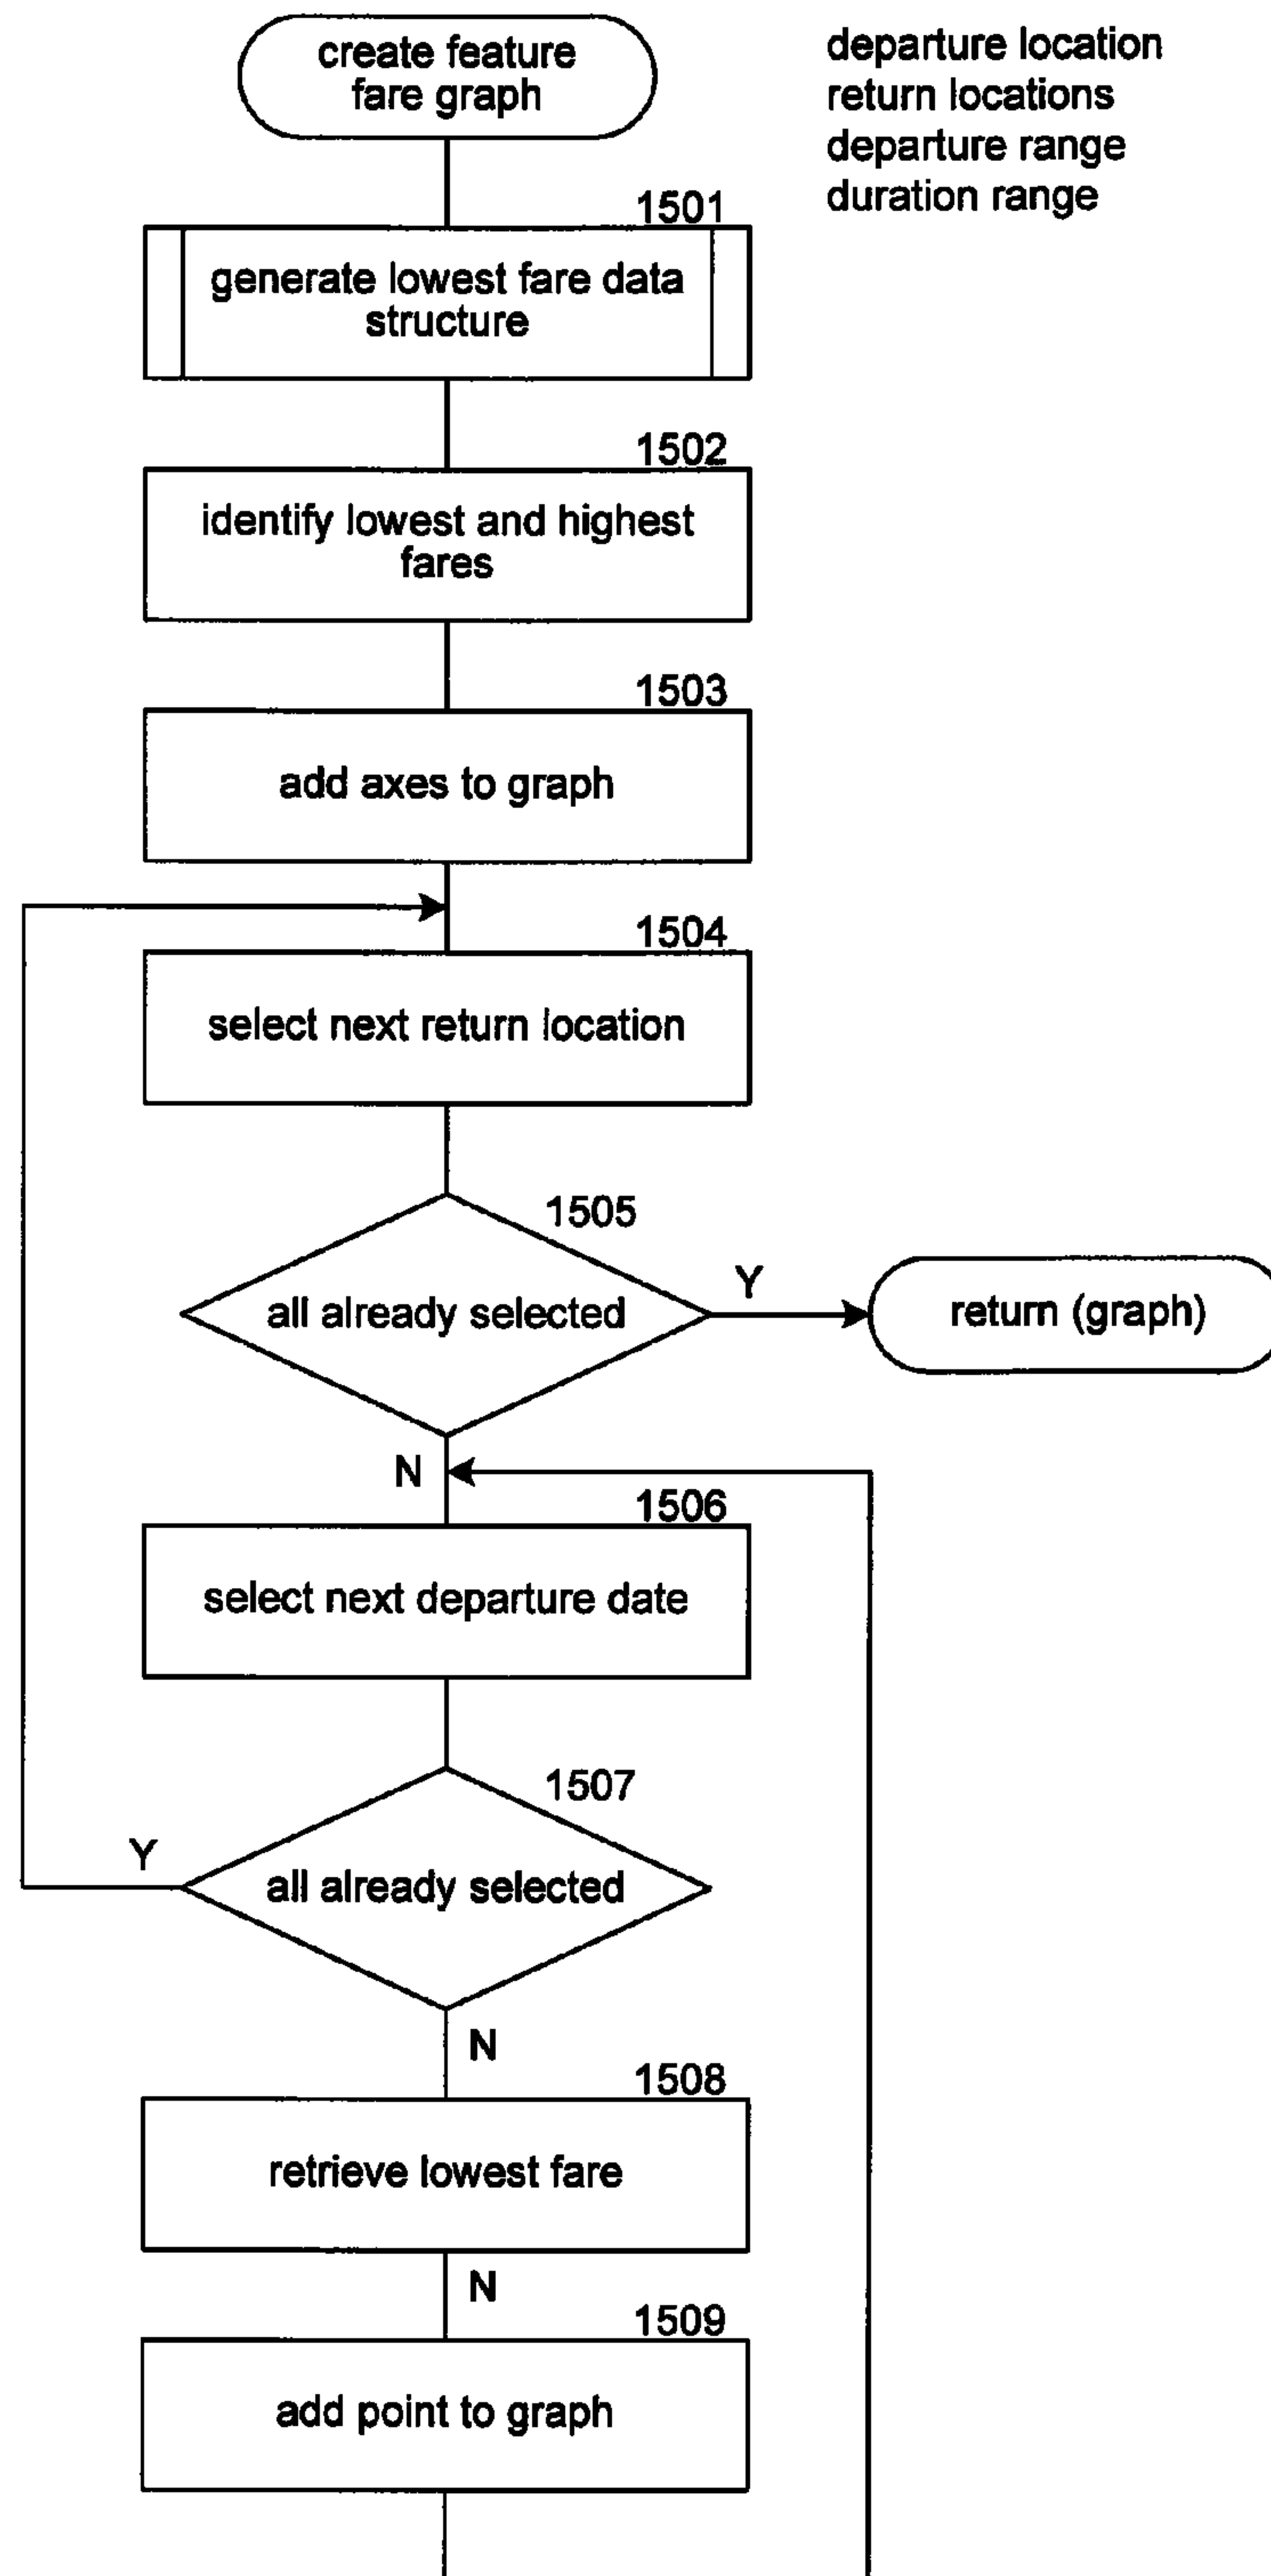 create feature
fare graph
departure location
return locations
departure range
duration range
1501
generate lowest fare data
structure
1502
identify lowest and highest
fares
1503
add axes to graph
1504
select next return location
1505
all already selected
Y
return (graph)
N
1506
select next departure date
1507
all already selected
Y
N
1508
retrieve lowest fare
N
1509
add point to graph